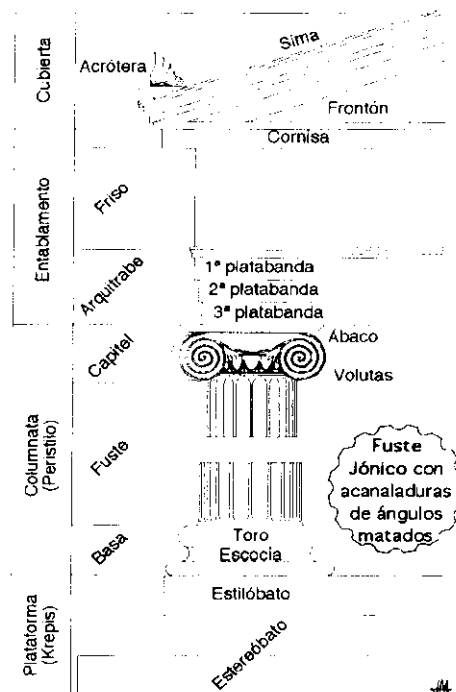 Cubierta
Acrótera
Sima
Frontón
Cornisa
Entablamento
Friso
Arquitrabe
1ª platabanda
2ª platabanda
3ª platabanda
Columnata
(Peristilo)
Capitel
Ábaco
Volutas
Fuste
Fuste
Jónico con
acanaladuras
de ángulos
matados
Basa
Toro
Escocia
Plataforma
(Krepis)
Estilóbato
Estereóbato